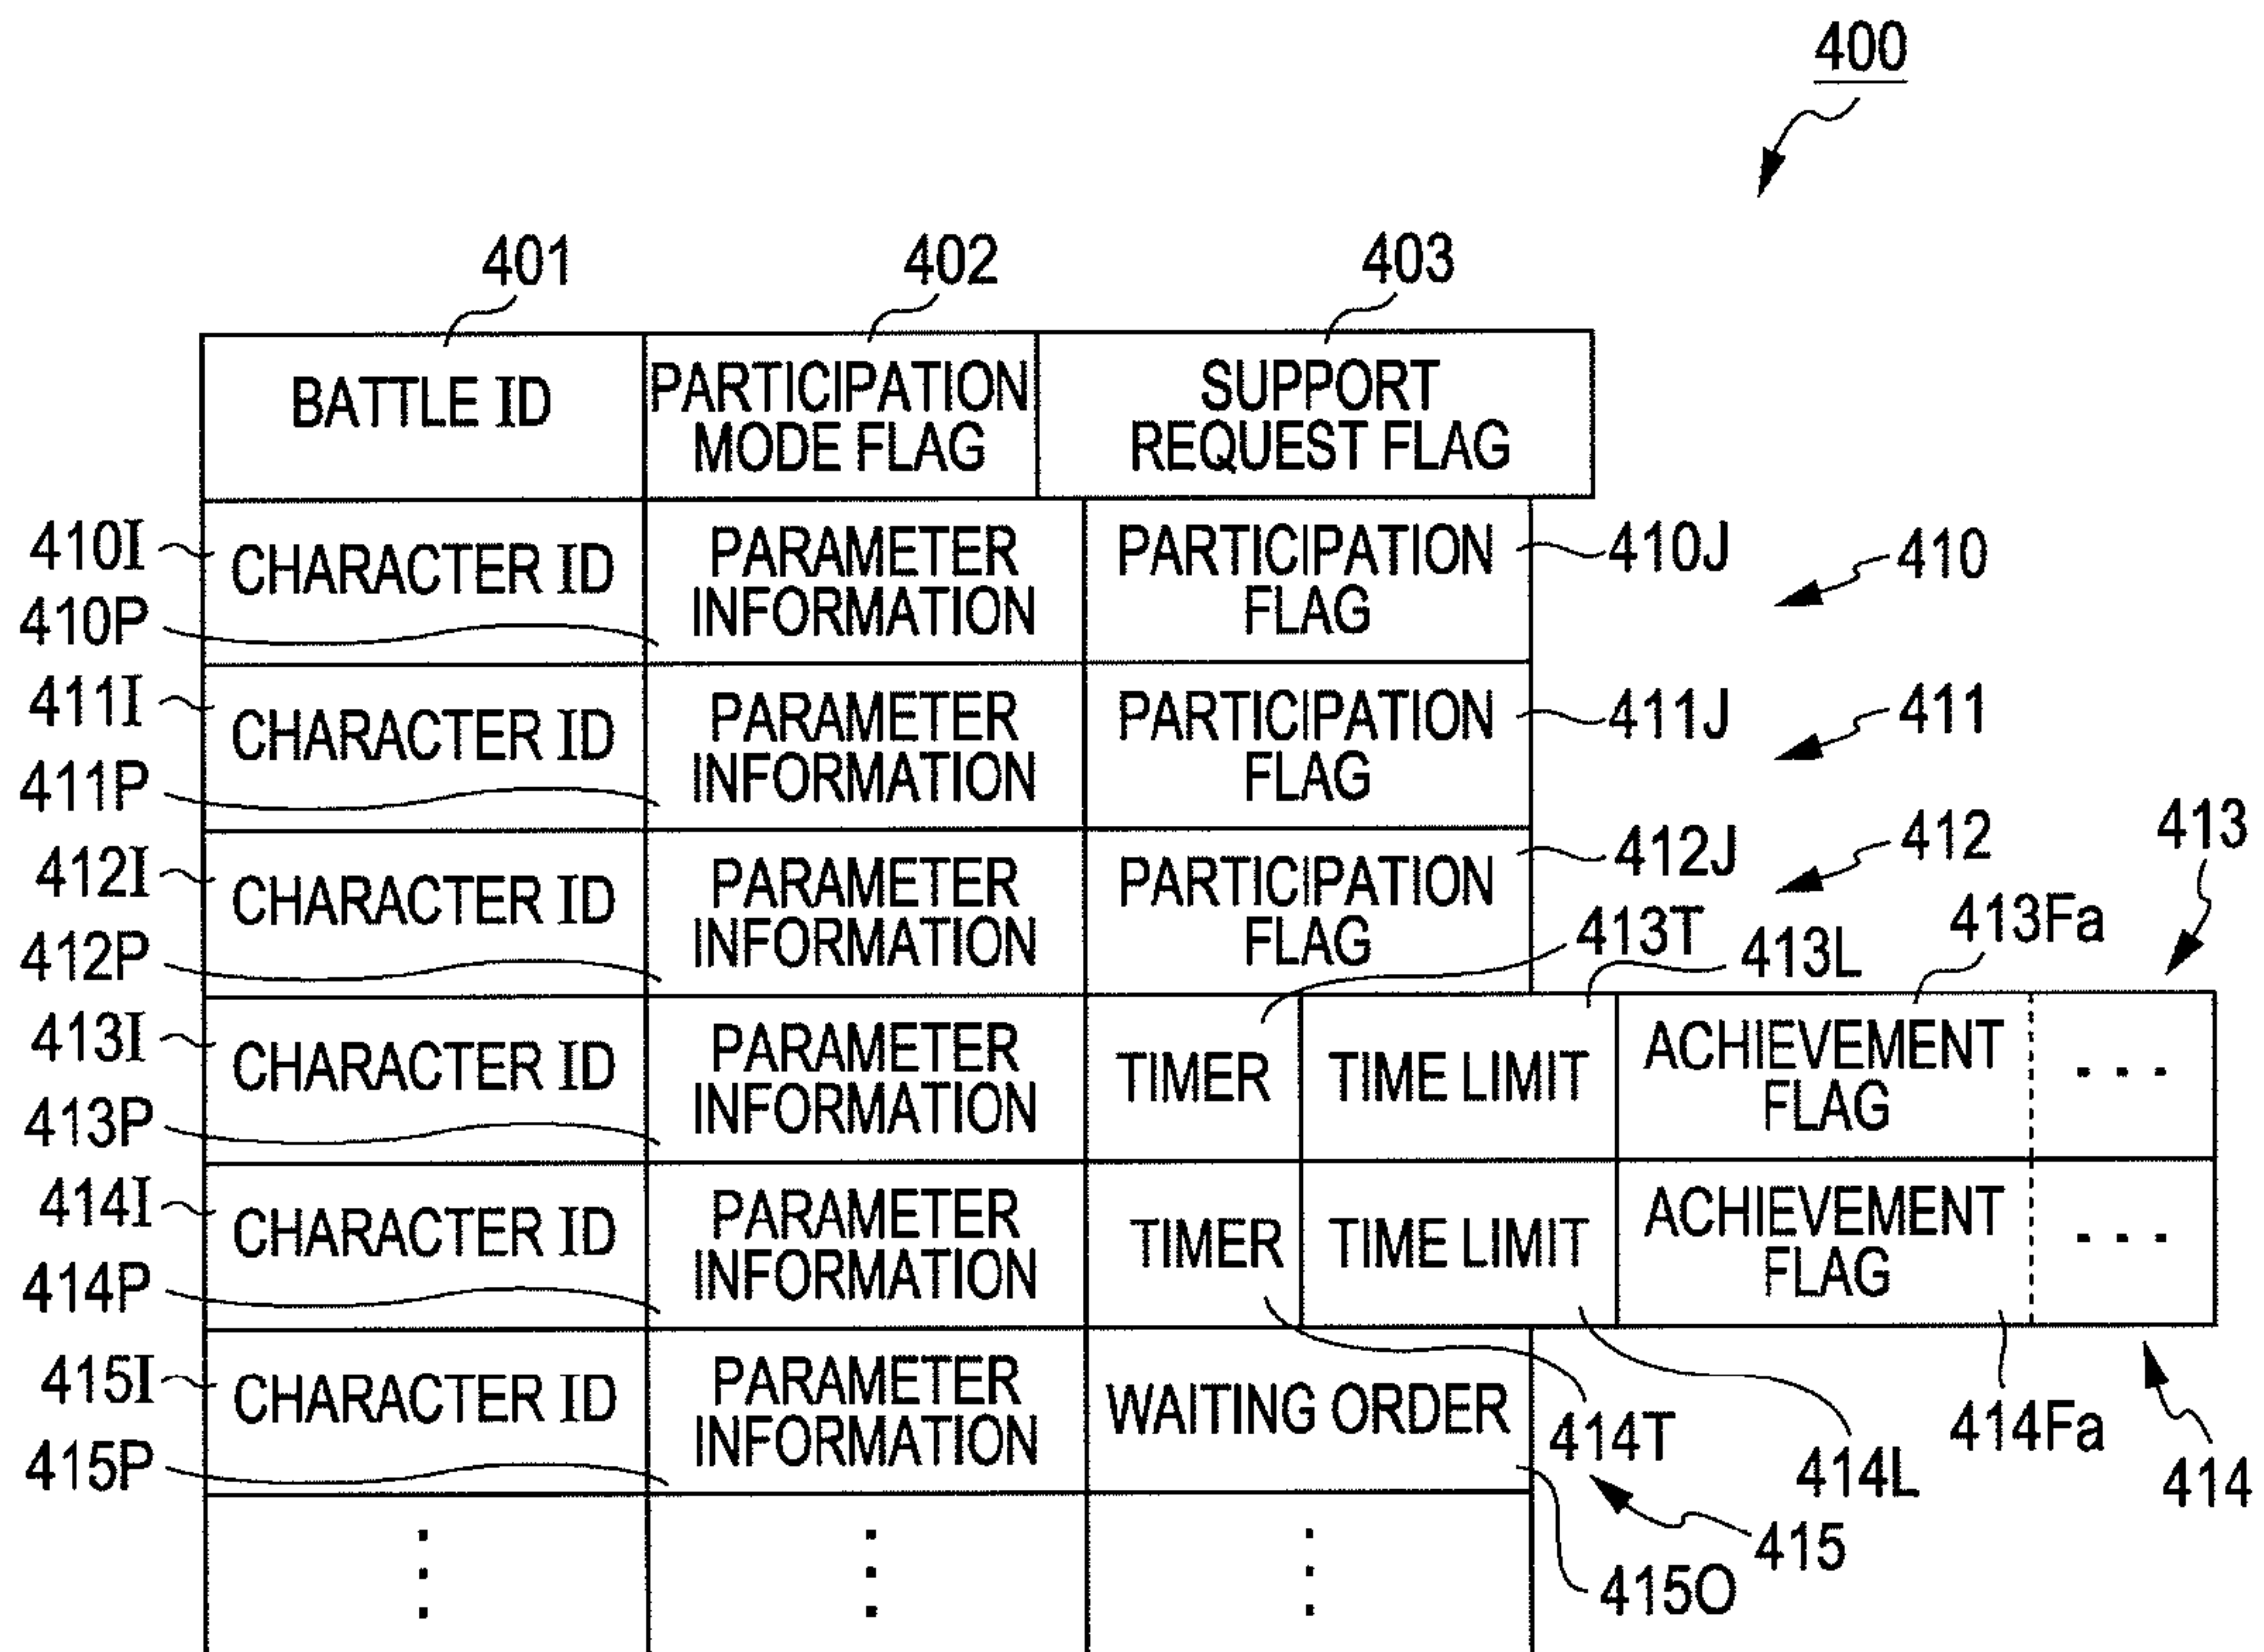 400
401
402
403
BATTLE ID
PARTICIPATION
MODE FLAG
SUPPORT
REQUEST FLAG
410I
410P
CHARACTER ID
PARAMETER
INFORMATION
PARTICIPATION
FLAG
410J
410
411I
411P
CHARACTER ID
PARAMETER
INFORMATION
PARTICIPATION
FLAG
411J
411
412I
412P
CHARACTER ID
PARAMETER
INFORMATION
PARTICIPATION
FLAG
412J
412
413T
413L
413Fa
413
413I
413P
CHARACTER ID
PARAMETER
INFORMATION
TIMER
TIME LIMIT
ACHIEVEMENT
FLAG
...
414I
414P
CHARACTER ID
PARAMETER
INFORMATION
TIMER
TIME LIMIT
ACHIEVEMENT
FLAG
...
415I
415P
CHARACTER ID
PARAMETER
INFORMATION
WAITING ORDER
414T
414L
414Fa
414
415
415O